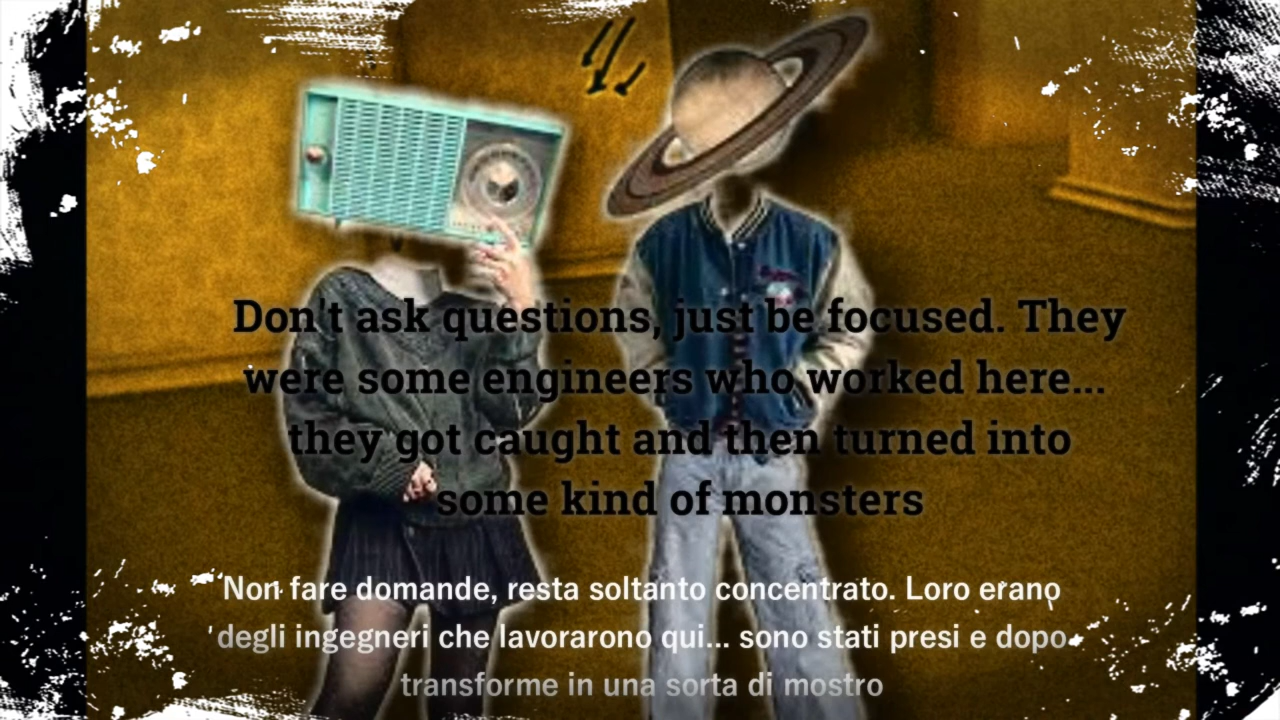 Don't ask questions, just be focused. They
were some engineers who worked here...
they got caught and then turned into
some kind of monsters
Non fare domande, resta soltanto concentrato. Loro erano
degli ingegneri che lavorarono qui... sono stati presi e dopo
transforme in una sorta di mostro